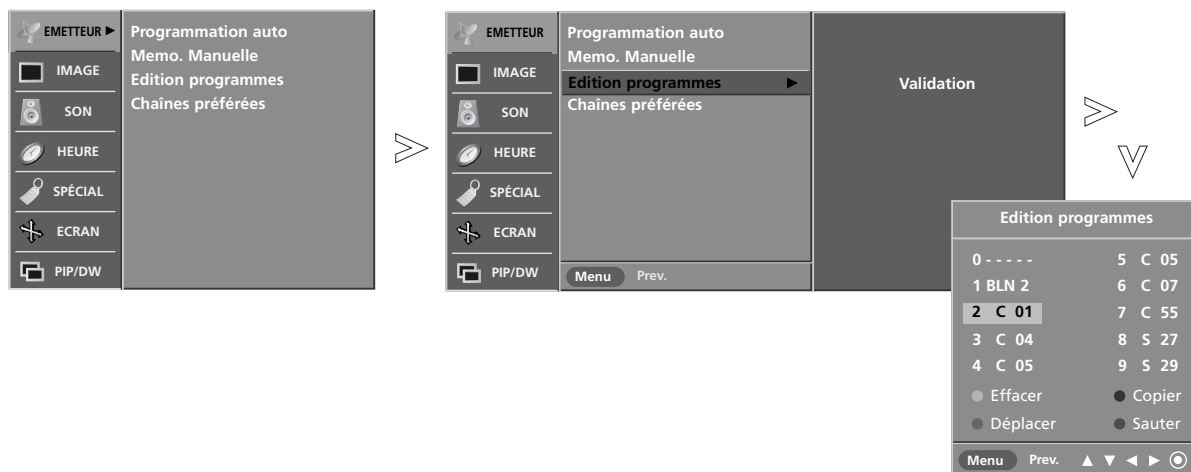 EMETTEUR ►
IMAGE
SON
HEURE
SPÉCIAL
ECRAN
PIP/DW
Programmation auto
Memo. Manuelle
Edition programmes
Chaînes préférées
EMETTEUR
IMAGE
SON
HEURE
SPÉCIAL
ECRAN
PIP/DW
Programmation auto
Memo. Manuelle
Edition programmes ►
Chaînes préférées
Menu Prev.
Validation
Edition programmes
0 - - - - - 5 C 05
1 BLN 2 6 C 07
2 C 01 7 C 55
3 C 04 8 S 27
4 C 05 9 S 29
Effacer Copier
Déplacer Sauter
Menu Prev. ▲ ▼ ◄ ►